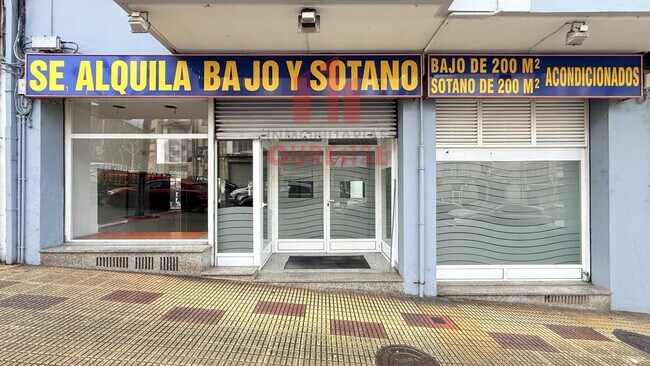 SE ALQUILA BAJO Y SOTANO
BAJO DE 200 M²
SOTANO DE 200 M²
ACONDICIONADOS
INMOBILIARIAS
OURENSE